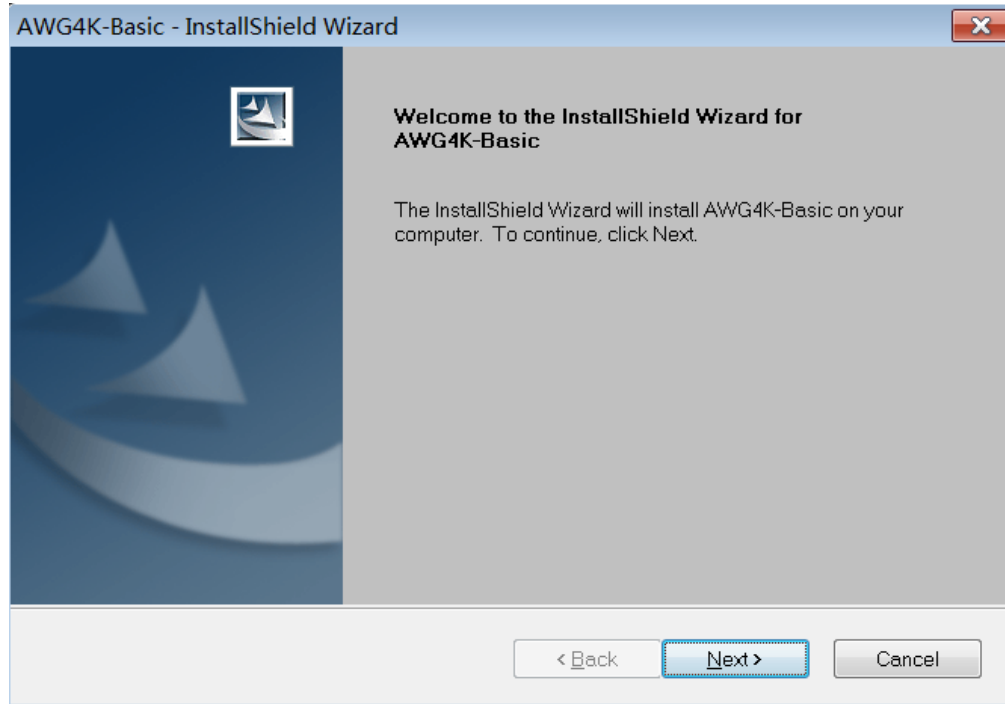 AWG4K-Basic - InstallShield Wizard
Welcome to the InstallShield Wizard for
AWG4K-Basic
The InstallShield Wizard will install AWG4K-Basic on your
computer. To continue, click Next.
< Back
Next >
Cancel